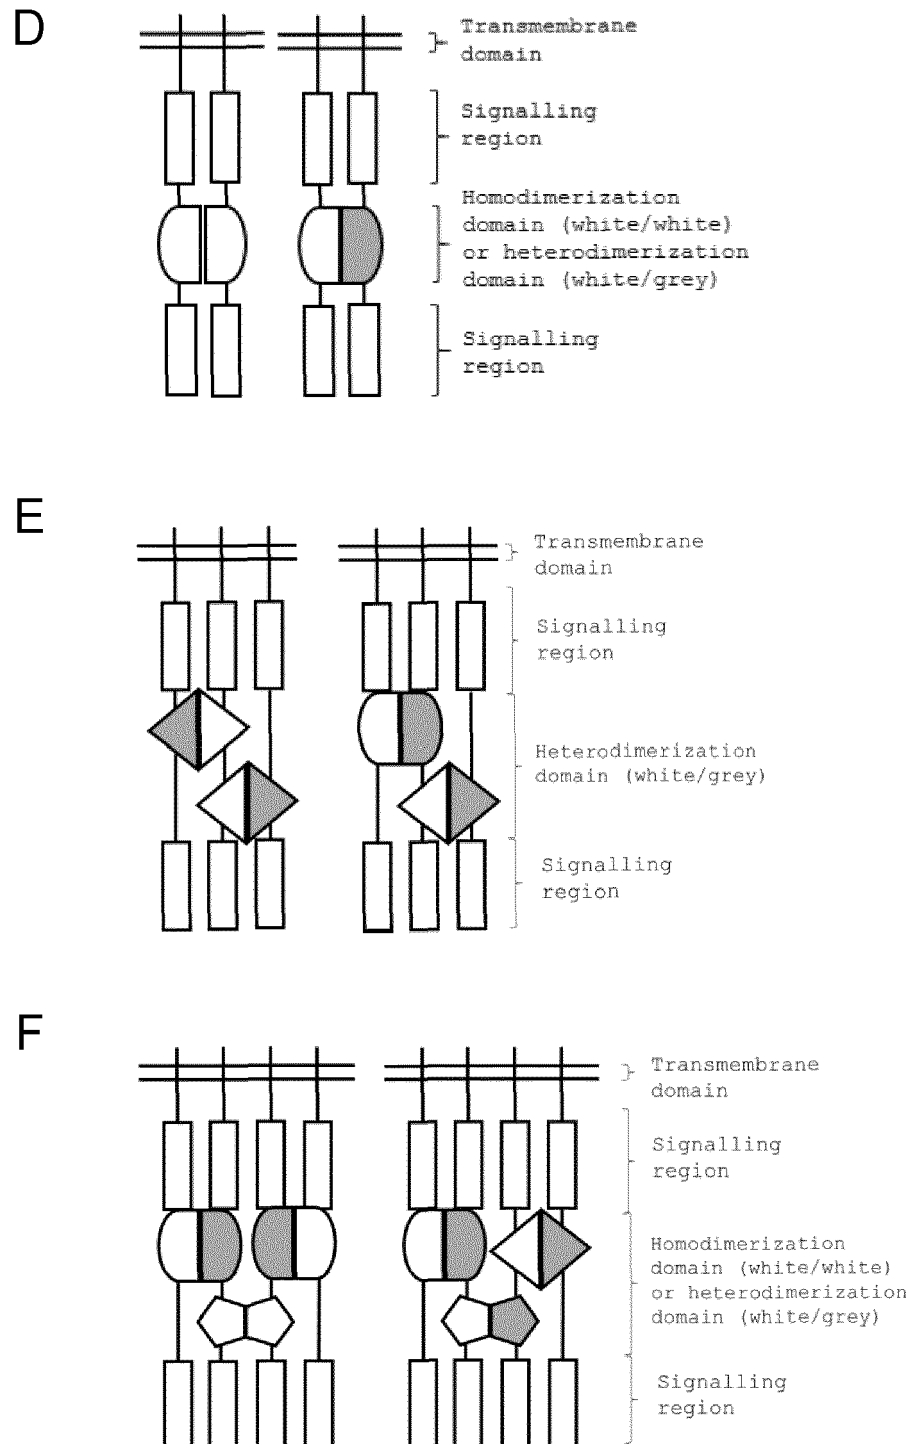 D
Transmembrane
domain
Signalling
region
Homodimerization
domain (white/white)
or heterodimerization
domain (white/grey)
Signalling
region
E
Transmembrane
domain
Signalling
region
Heterodimerization
domain (white/grey)
Signalling
region
F
Transmembrane
domain
Signalling
region
Homodimerization
domain (white/white)
or heterodimerization
domain (white/grey)
Signalling
region